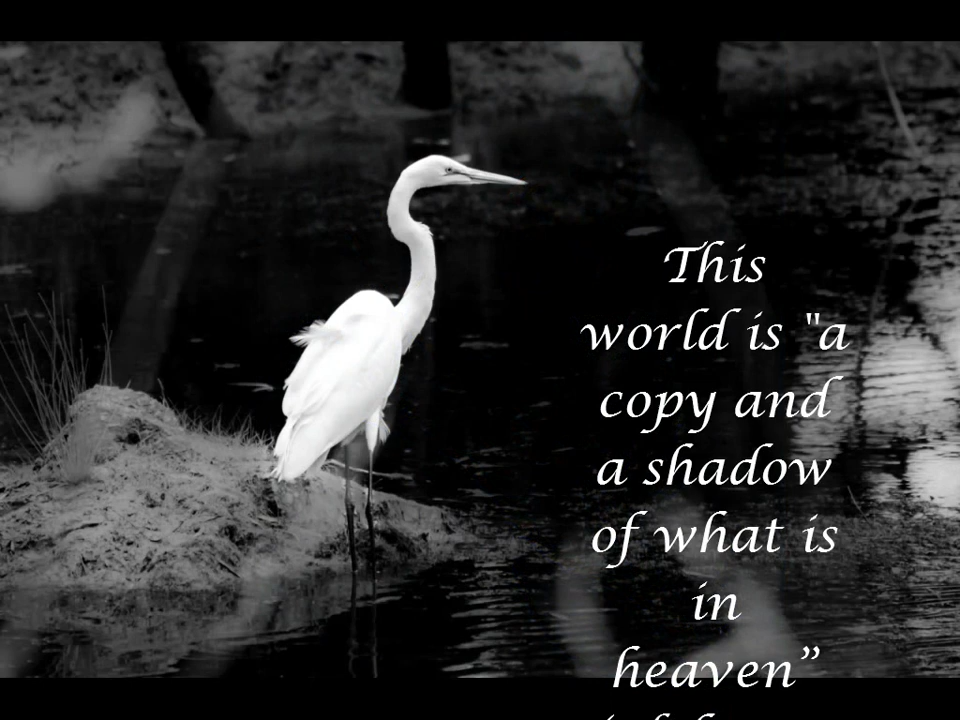 This
world is "a
copy and
a shadow
of what is
in
heaven”